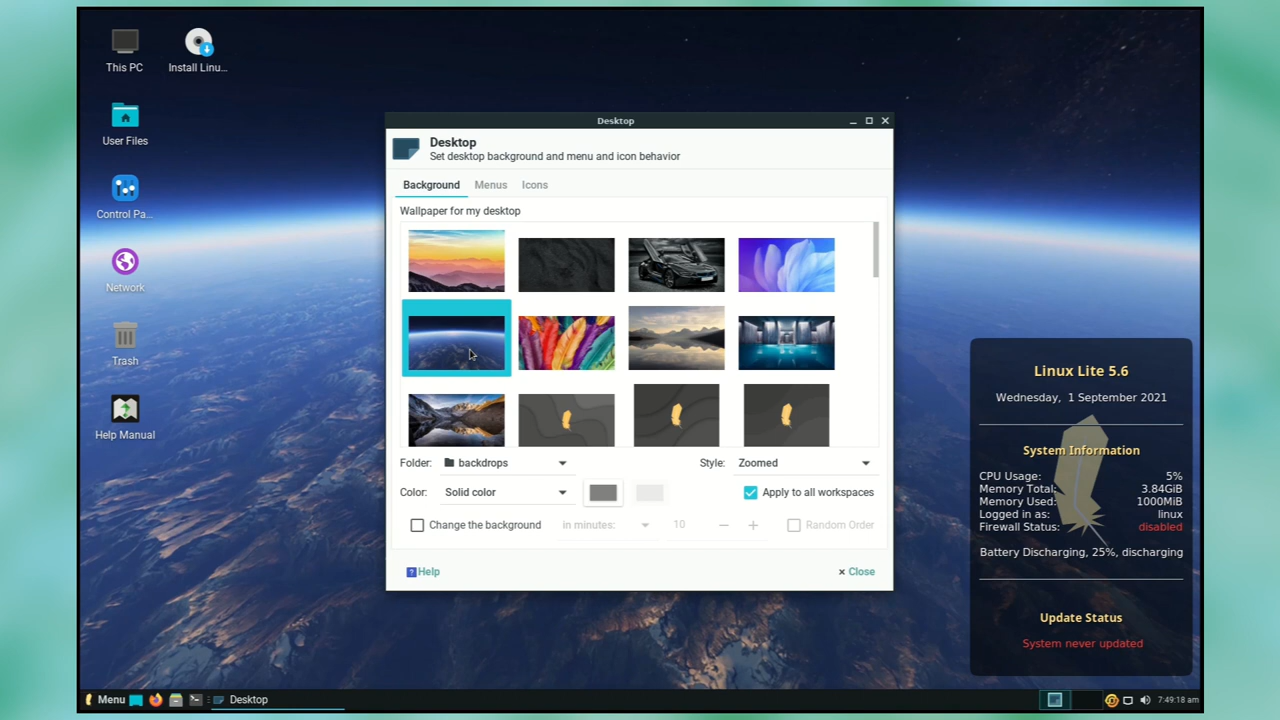 This PC
Install Linu...
User Files
Control Pa...
Network
Trash
Help Manual
Desktop
Desktop
Set desktop background and menu and icon behavior
Background Menus Icons
Wallpaper for my desktop
Folder: backdrops Style: Zoomed
Color: Solid color Apply to all workspaces
Change the background in minutes: 10 Random Order
Help Close
Linux Lite 5.6
Wednesday, 1 September 2021
System Information
CPU Usage: 5%
Memory Total: 3.84GiB
Memory Used: 1000MiB
Logged in as: linux
Firewall Status: disabled
Battery Discharging, 25%, discharging
Update Status
System never updated
Menu Desktop 7:49:18 am